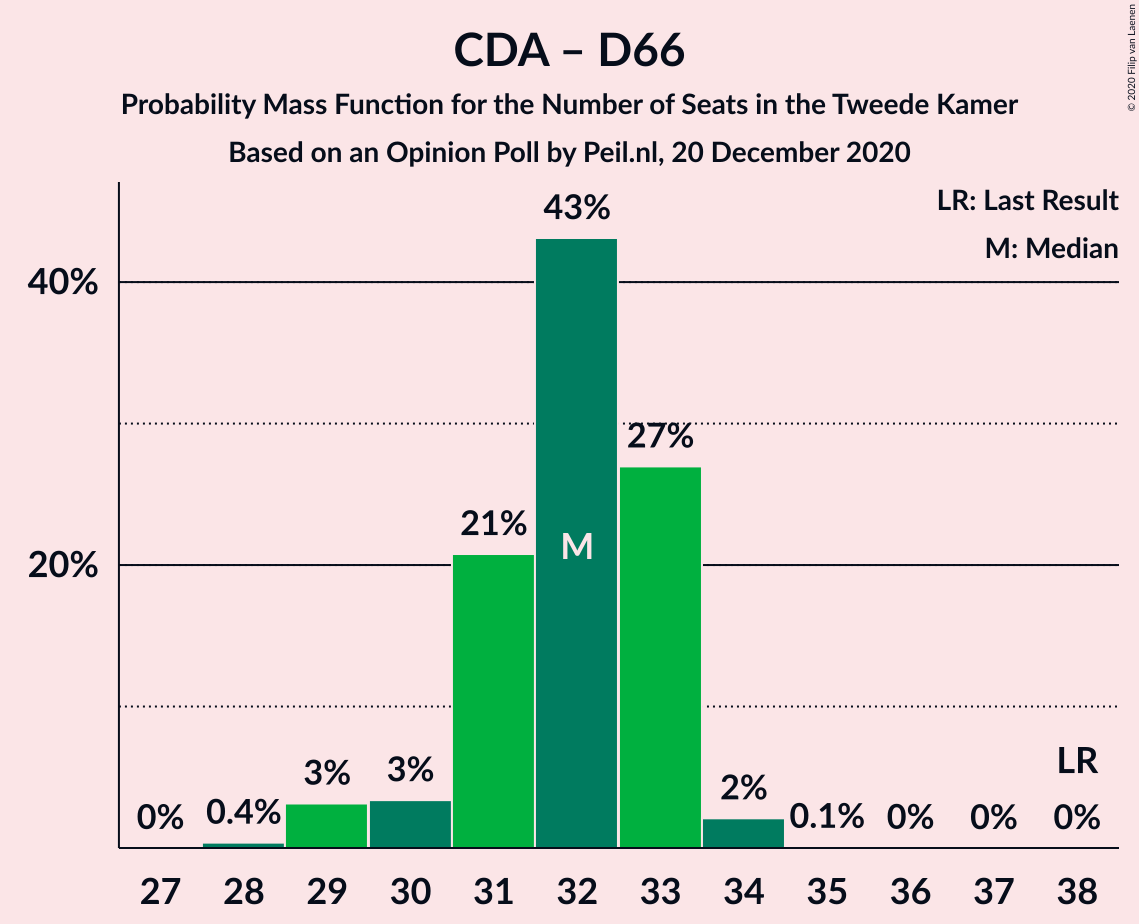 CDA – D66
Probability Mass Function for the Number of Seats in the Tweede Kamer
Based on an Opinion Poll by Peil.nl, 20 December 2020
© 2020 Filip van Laenen
LR: Last Result
M: Median
40%
20%
0%
0.4%
3%
3%
21%
43%
M
27%
2%
0.1%
0%
0%
LR
0%
27 28 29 30 31 32 33 34 35 36 37 38